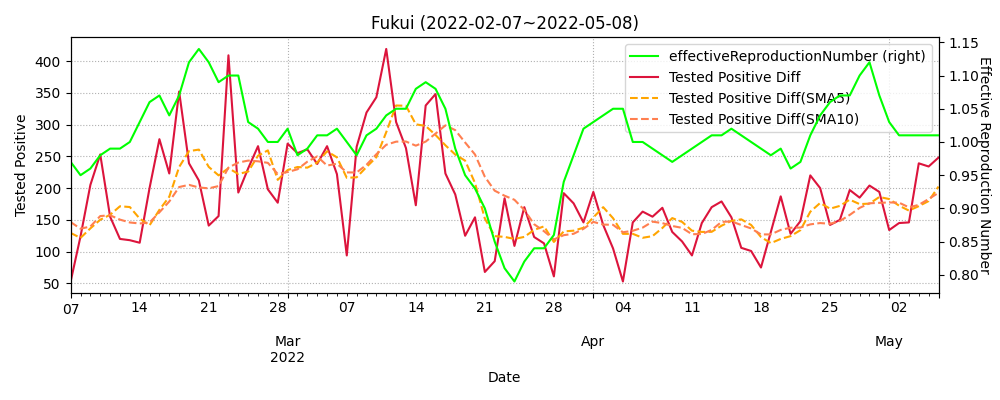 Fukui (2022-02-07~2022-05-08)
effectiveReproductionNumber (right)
Tested Positive Diff
Tested Positive Diff(SMA5)
Tested Positive Diff(SMA10)
Tested Positive
400
350
300
250
200
150
100
50
Effective Reproduction Number
1.15
1.10
1.05
1.00
0.95
0.90
0.85
0.80
07 14 21 28 07 14 21 28 04 11 18 25 02
Mar Apr May
2022
Date